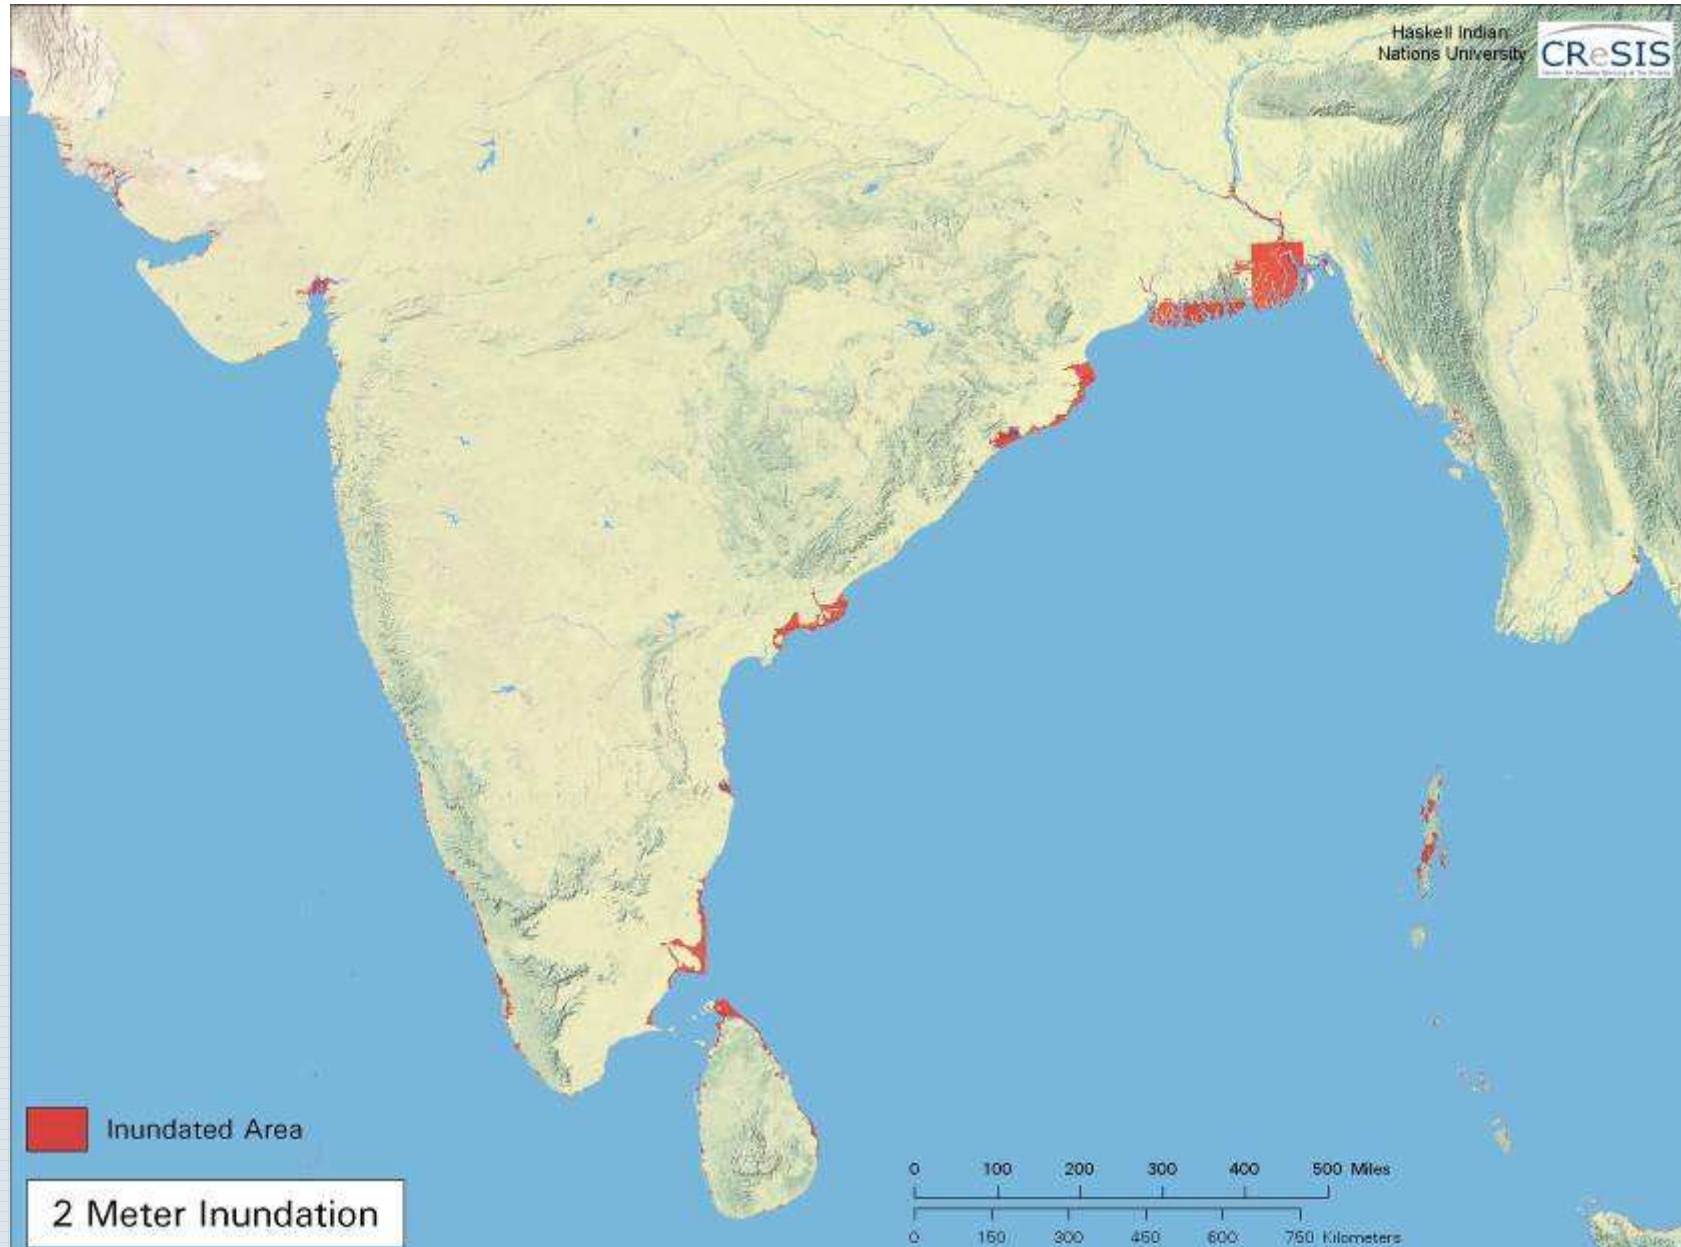 Haskell Indian
Nations University
CReSIS
Inundated Area
2 Meter Inundation
0 100 200 300 400 500 Miles
0 150 300 450 600 750 Kilometers